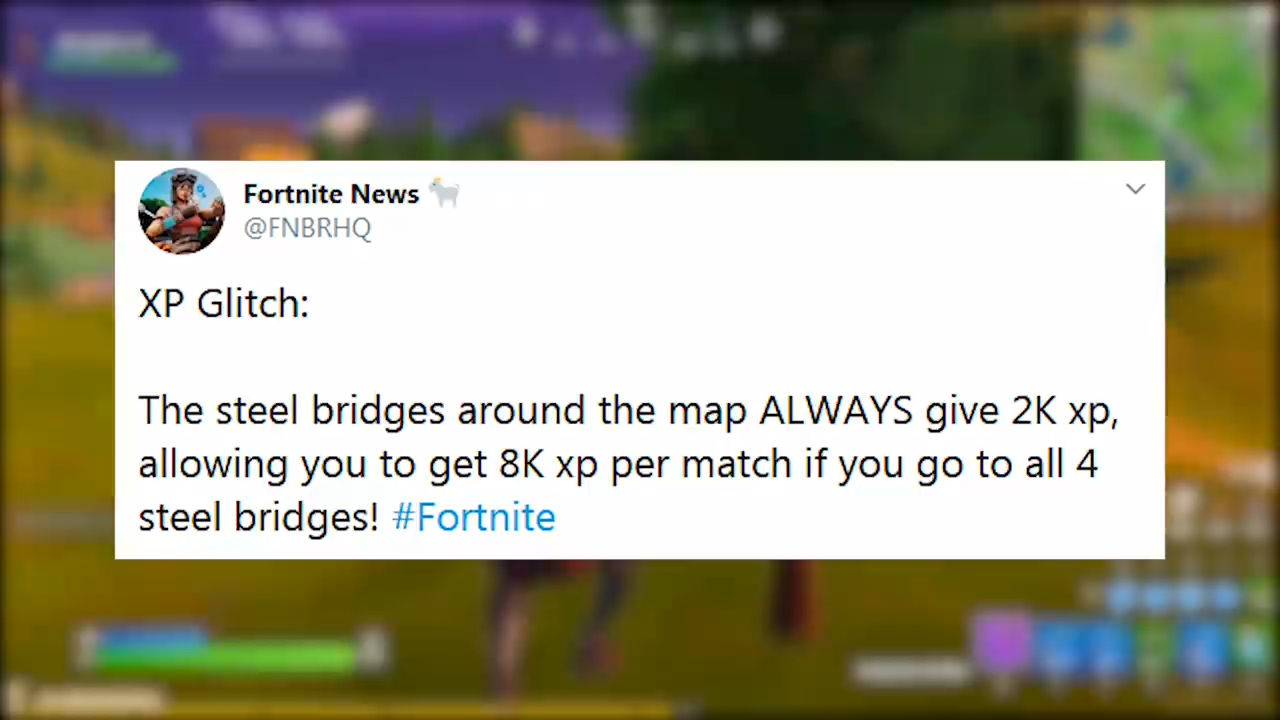 Fortnite News 🐐
@FNBRHQ
XP Glitch:
The steel bridges around the map ALWAYS give 2K xp,
allowing you to get 8K xp per match if you go to all 4
steel bridges! #Fortnite